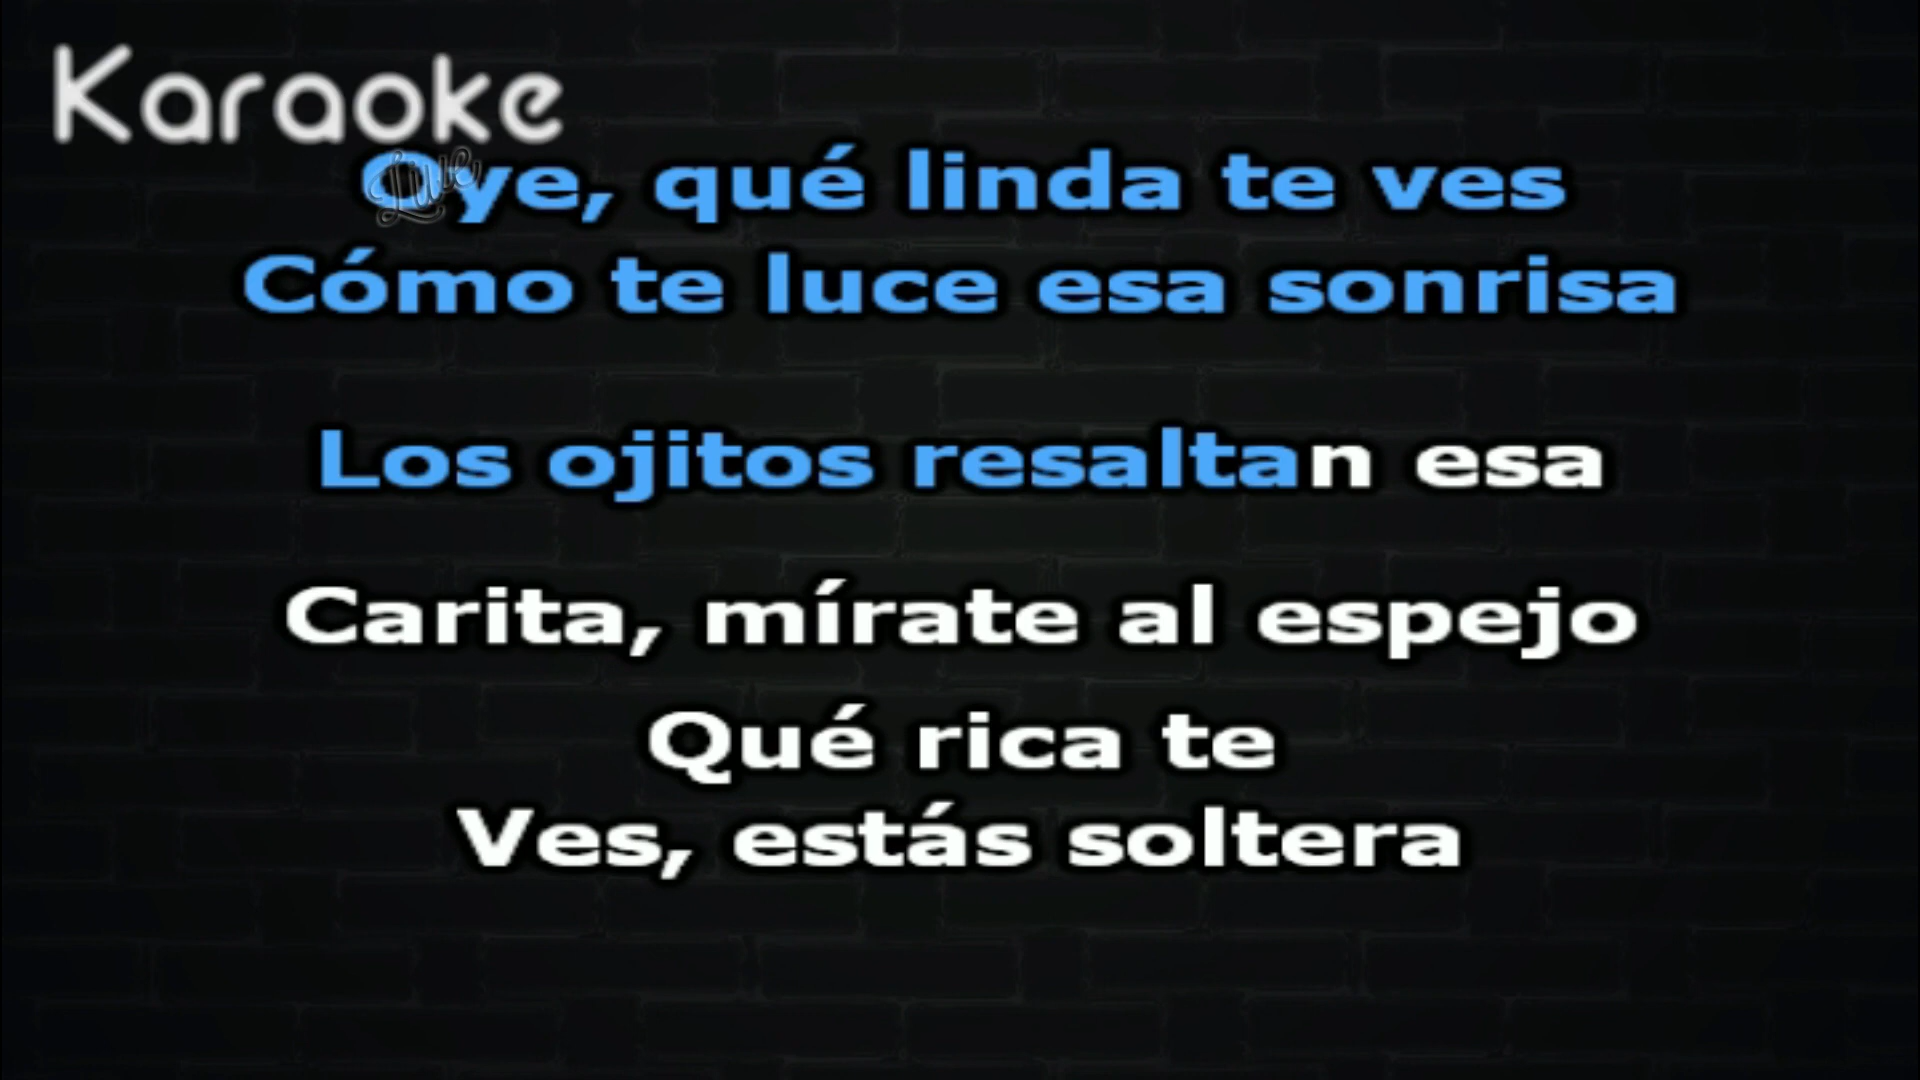 Karaoke
Live
Oye, qué linda te ves
Cómo te luce esa sonrisa
Los ojitos resaltan esa
Carita, mírate al espejo
Qué rica te
Ves, estás soltera